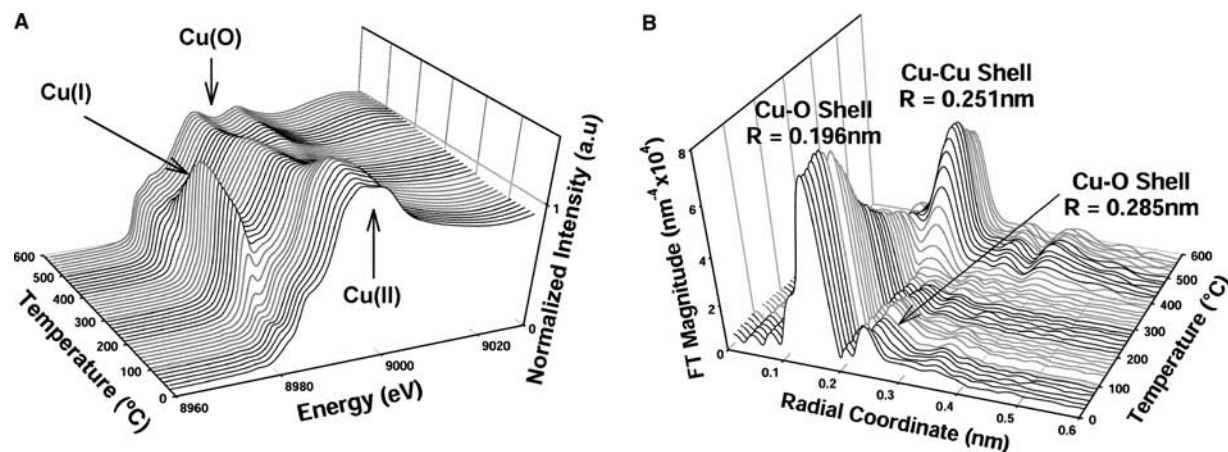 A
Cu(O)
Cu(I)
Cu(II)
600
500
400
300
200
100
0
Temperature (ºC)
8960
8980
9000
9020
Energy (eV)
1
0
Normalized Intensity (a.u)
B
Cu-Cu Shell
R = 0.251nm
Cu-O Shell
R = 0.196nm
Cu-O Shell
R = 0.285nm
8
6
4
2
0
FT Magnitude (nm⁻⁴ x10⁴)
0.1
0.2
0.3
0.4
0.5
0.6
Radial Coordinate (nm)
600
500
400
300
200
100
0
Temperature (ºC)